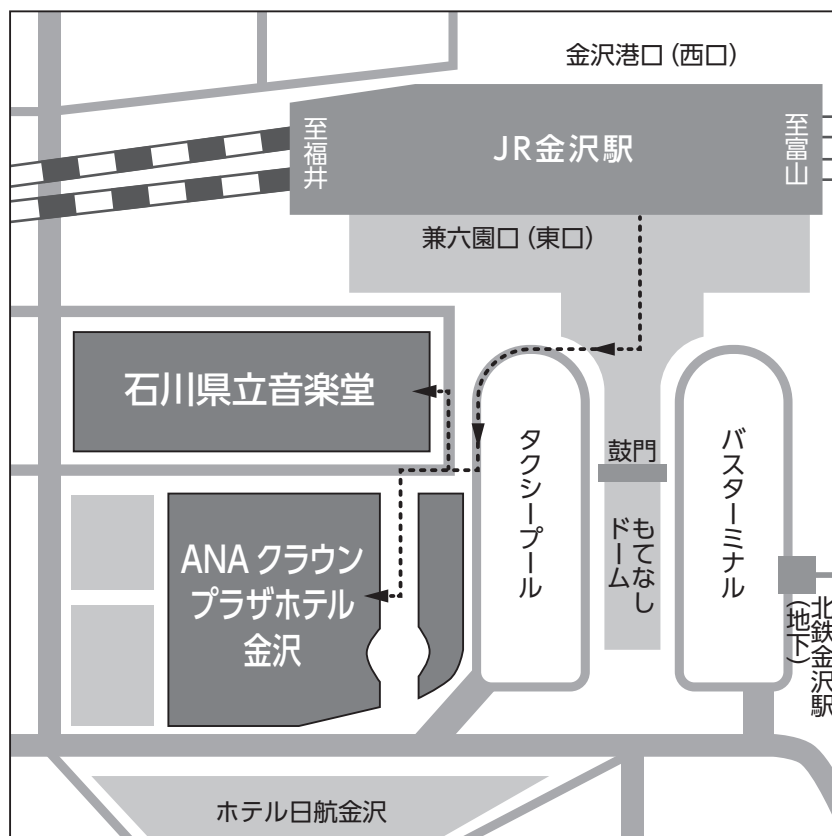 金沢港口（西口）
至福井
JR金沢駅
至富山
兼六園口（東口）
石川県立音楽堂
タクシープール
鼓門
もてなし
ドーム
バスターミナル
ANA クラウン
プラザホテル
金沢
北鉄金沢駅
（地下）
ホテル日航金沢